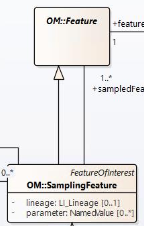 OM::Feature
+feature
1
1..*
+sampledFea
0..*
FeatureOfInterest
OM::SamplingFeature
- lineage: LI_Lineage [0..1]
- parameter: NamedValue [0..*]